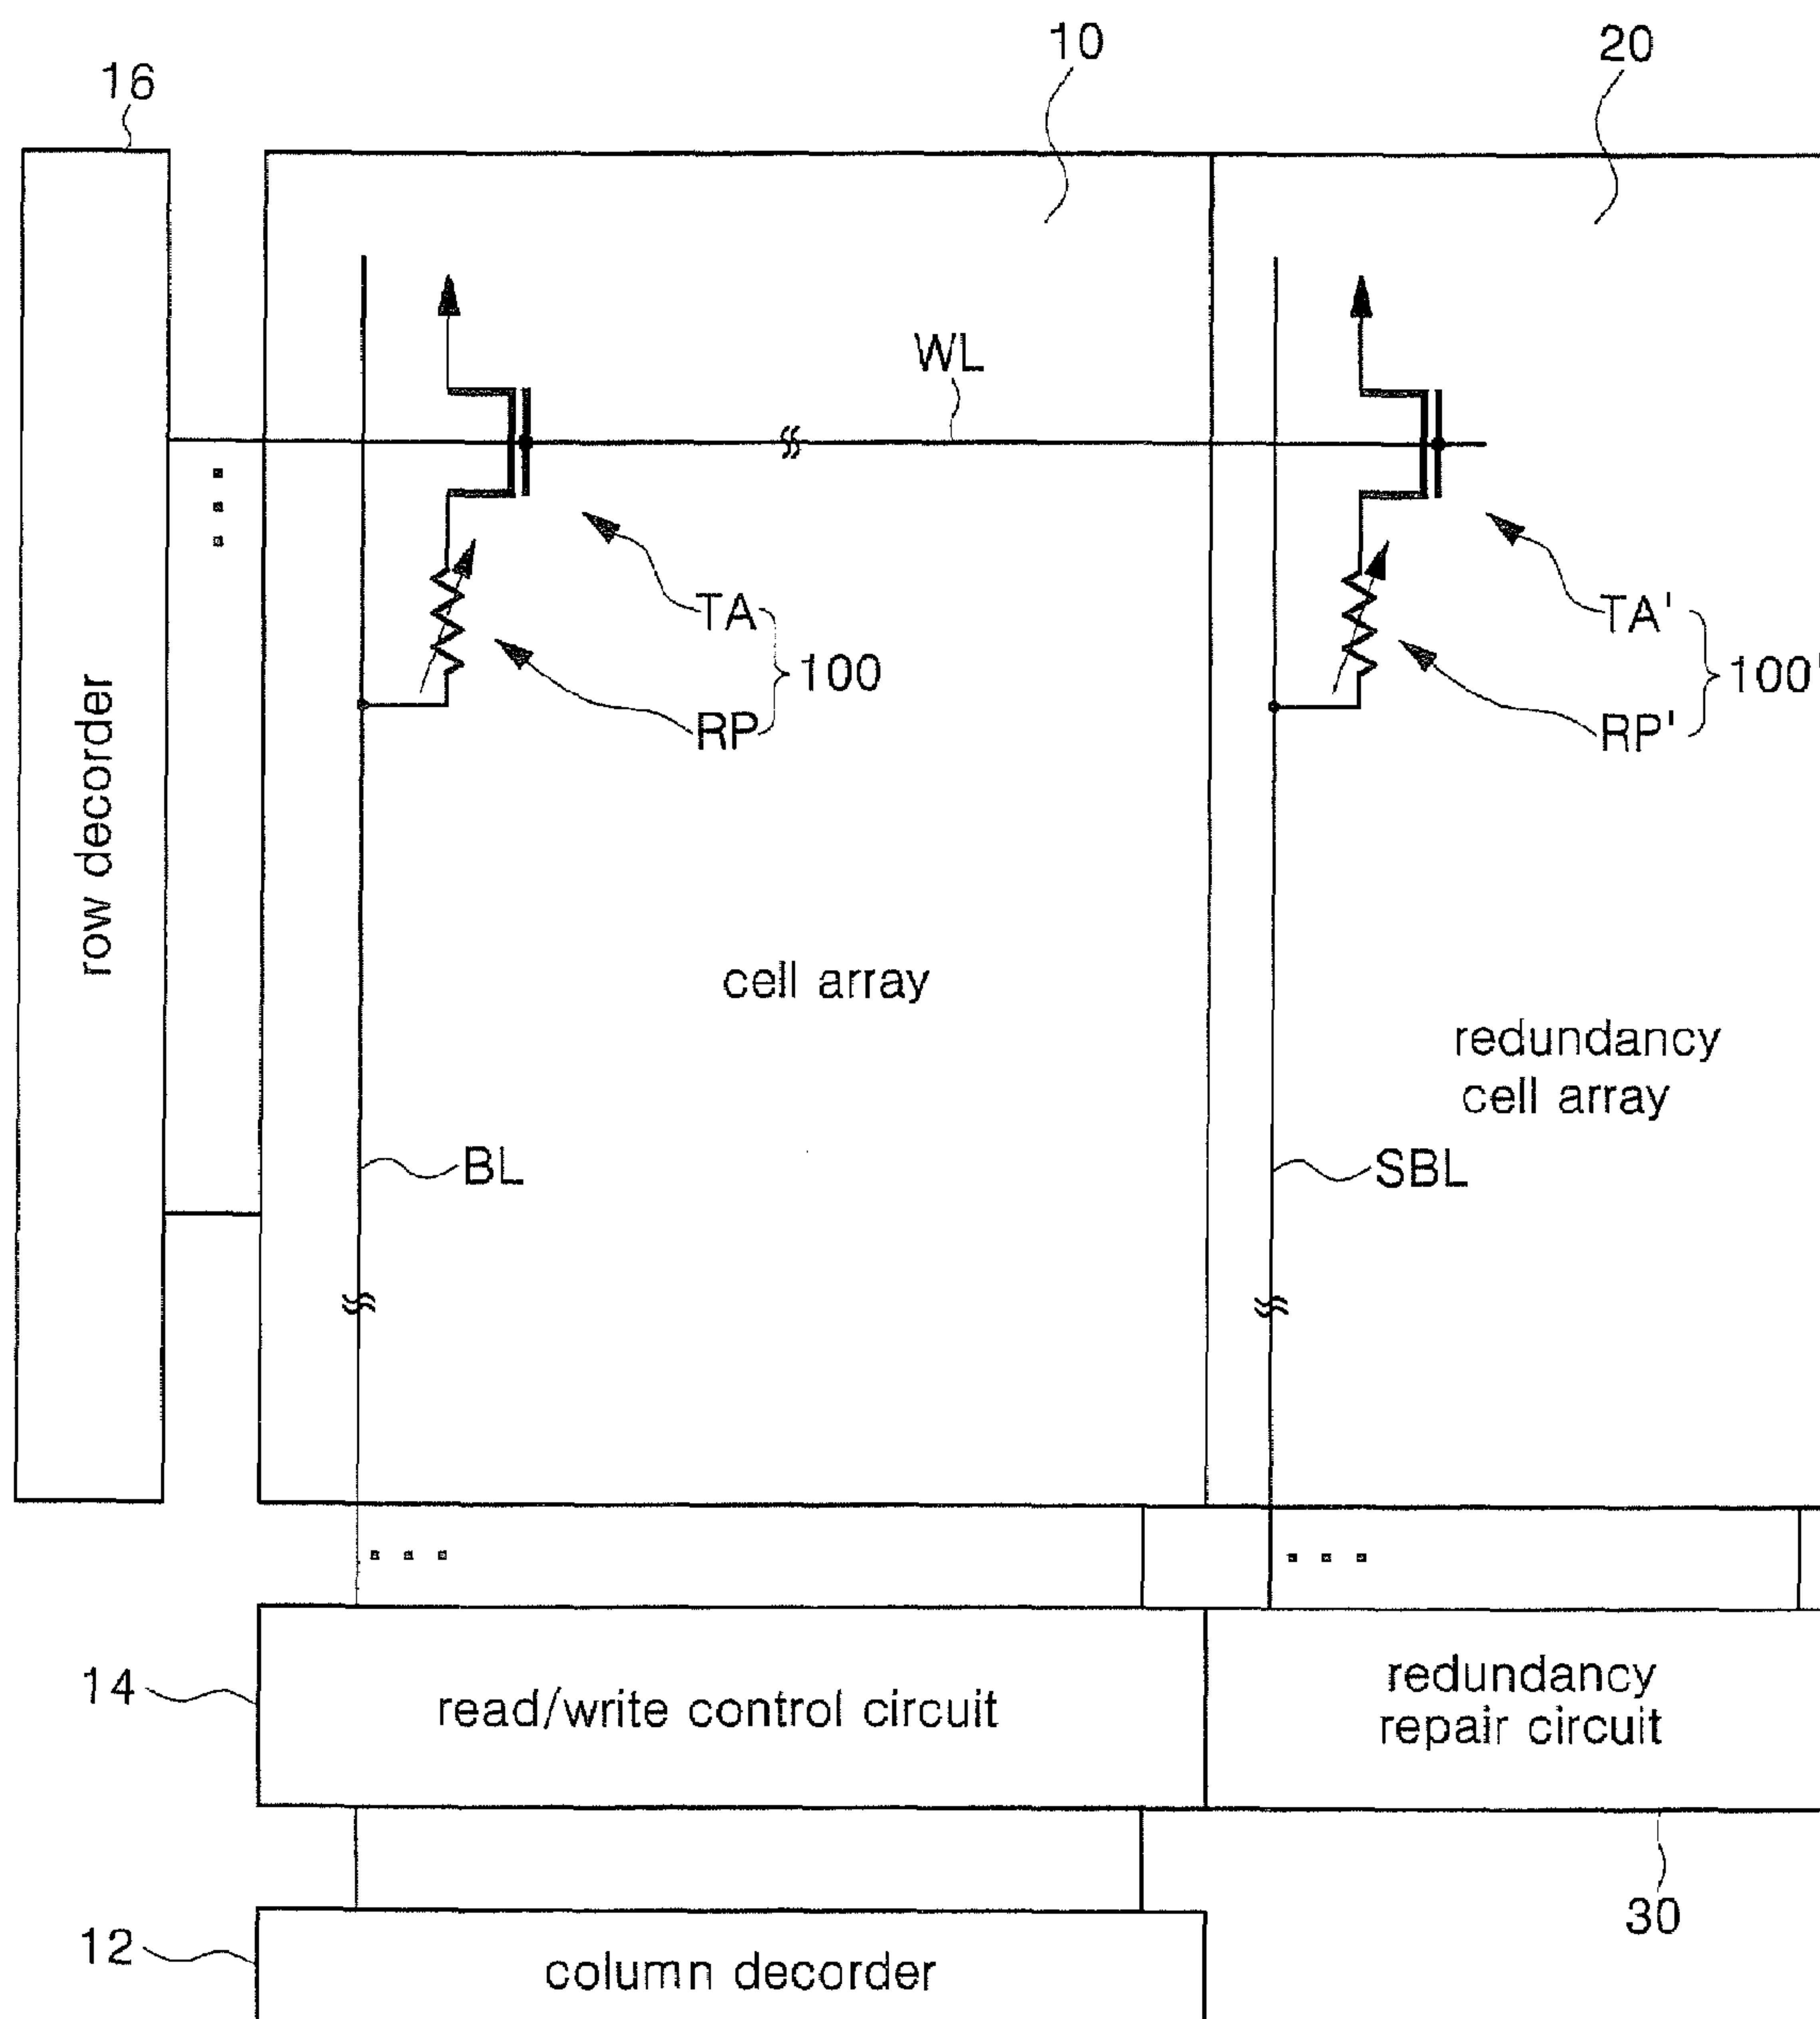 10
20
16
WL
TA
RP
100
TA'
RP'
100'
row decorder
cell array
redundancy
cell array
BL
SBL
14
read/write control circuit
redundancy
repair circuit
30
12
column decorder